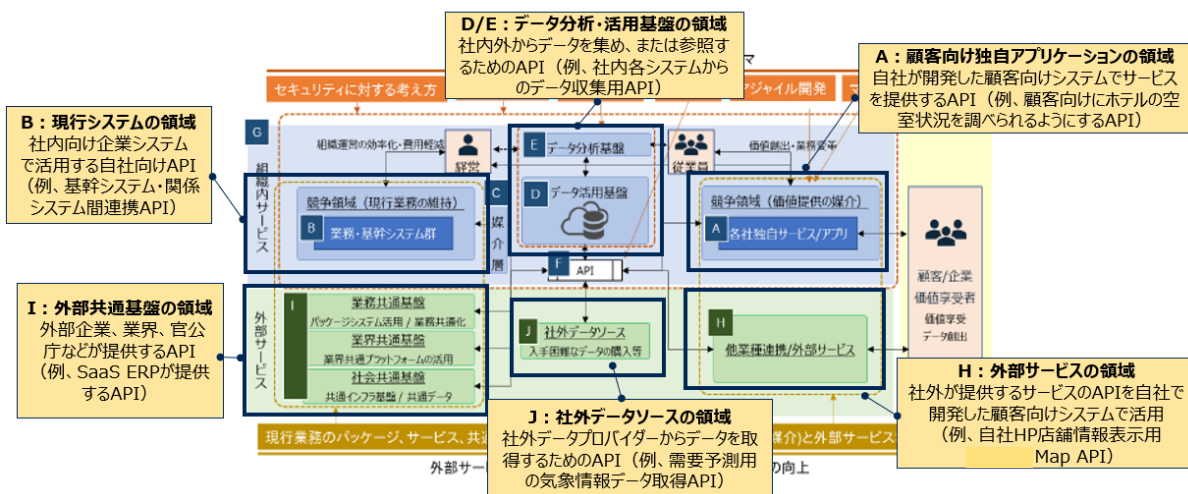 D/E：データ分析・活用基盤の領域
社内外からデータを集め、または参照
するためのAPI（例、社内各システムから
のデータ収集用API）
マ
A：顧客向け独自アプリケーションの領域
自社が開発した顧客向けシステムでサービス
を提供するAPI（例、顧客向けにホテルの空
室状況を調べられるようにするAPI）
セキュリティに対する考え方
アジャイル開発
マ
B：現行システムの領域
社内向け企業システム
で活用する自社向けAPI
（例、基幹システム・関係
システム間連携API）
G
組織内サービス
組織運営の効率化・費用軽減
経営
E
データ分析基盤
従業員
価値創出・業務変革
C
媒介層
D
データ活用基盤
競争領域（現行業務の維持）
B
業務・基幹システム群
競争領域（価値提供の媒介）
A
各社独自サービス/アプリ
F
API
顧客/企業
価値享受者
価値享受
データ創出
I：外部共通基盤の領域
外部企業、業界、官公
庁などが提供するAPI
（例、SaaS ERPが提供
するAPI）
外部サービス
I
業務共通基盤
パッケージシステム活用 / 業務共通化
業界共通基盤
業界共通プラットフォームの活用
社会共通基盤
共通インフラ基盤 / 共通データ
J
社外データソース
入手困難なデータの購入等
H
他業種連携/外部サービス
H：外部サービスの領域
社外が提供するサービスのAPIを自社で
開発した顧客向けシステムで活用
（例、自社HP店舗情報表示用
Map API）
J：社外データソースの領域
社外データプロバイダーからデータを取
得するためのAPI（例、需要予測用
の気象情報データ取得API）
現行業務のパッケージ、サービス、共通
媒介)と外部サービス
外部サー
の向上